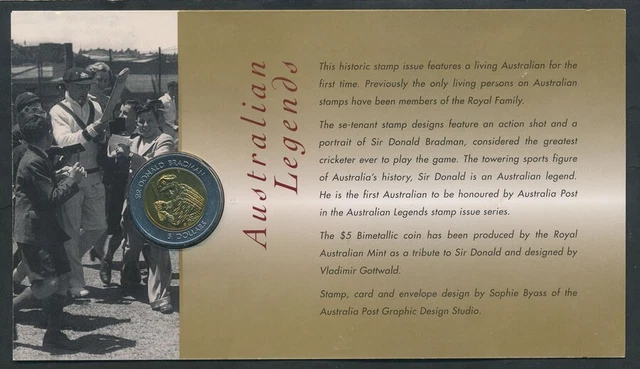 Australian
Legends
This historic stamp issue features a living Australian for the
first time. Previously the only living persons on Australian
stamps have been members of the Royal Family.
The se-tenant stamp designs feature an action shot and a
portrait of Sir Donald Bradman, considered the greatest
cricketer ever to play the game. The towering sports figure
of Australia's history, Sir Donald is an Australian legend.
He is the first Australian to be honoured by Australia Post
in the Australian Legends stamp issue series.
The $5 Bimetallic coin has been produced by the Royal
Australian Mint as a tribute to Sir Donald and designed by
Vladimir Gottwald.
Stamp, card and envelope design by Sophie Byass of the
Australia Post Graphic Design Studio.
SIR DONALD BRADMAN
5 DOLLARS